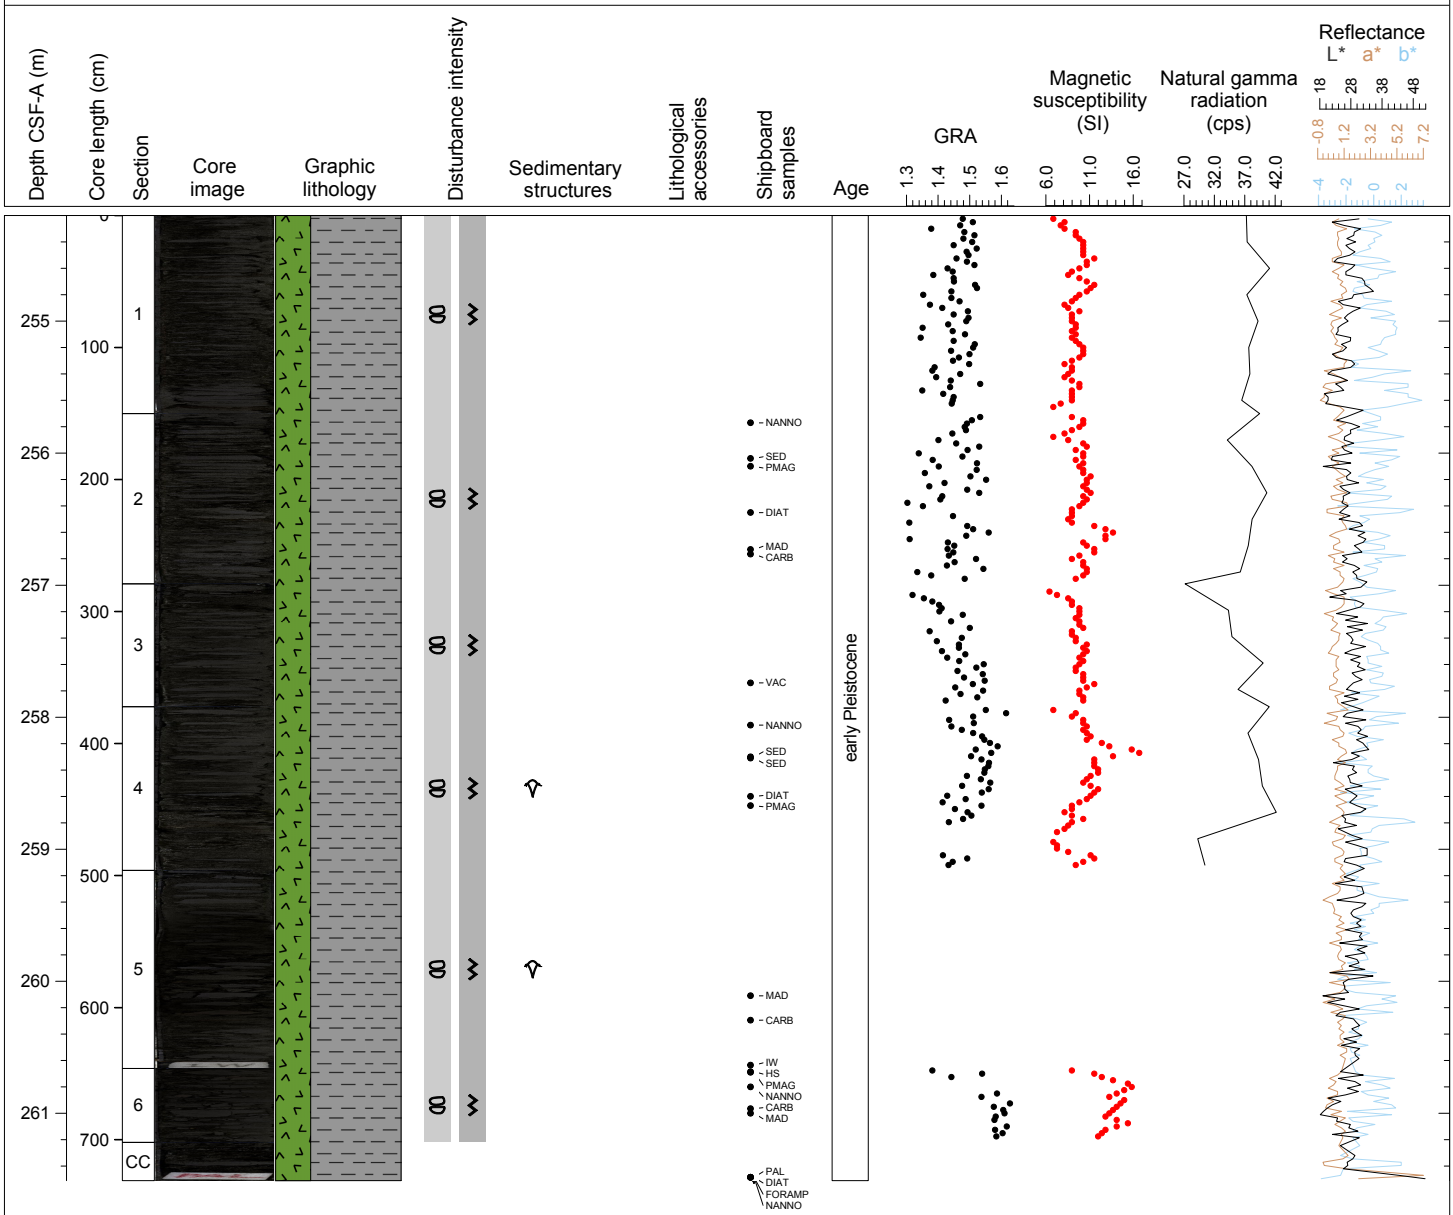 Depth CSF-A (m)
Core length (cm)
Section
Core
image
Graphic
lithology
Disturbance intensity
Sedimentary
structures
Lithological
accessories
Shipboard
samples
Age
GRA
1.3 1.4 1.5 1.6
Magnetic
susceptibility
(SI)
6.0 11.0 16.0
Natural gamma
radiation
(cps)
27.0 32.0 37.0 42.0
Reflectance
L* a* b*
18 28 38 48
-0.8 1.2 3.2 5.2 7.2
-4 -2 0 2
0
1
255
100
NANNO
256
SED
PMAG
200
2
DIAT
MAD
CARB
257
300
3
early Pleistocene
VAC
258
NANNO
400
SED
SED
4
DIAT
PMAG
259
500
5
260
MAD
600
CARB
IW
HS
PMAG
NANNO
6
CARB
261
MAD
700
CC
PAL
DIAT
FORAMP
NANNO